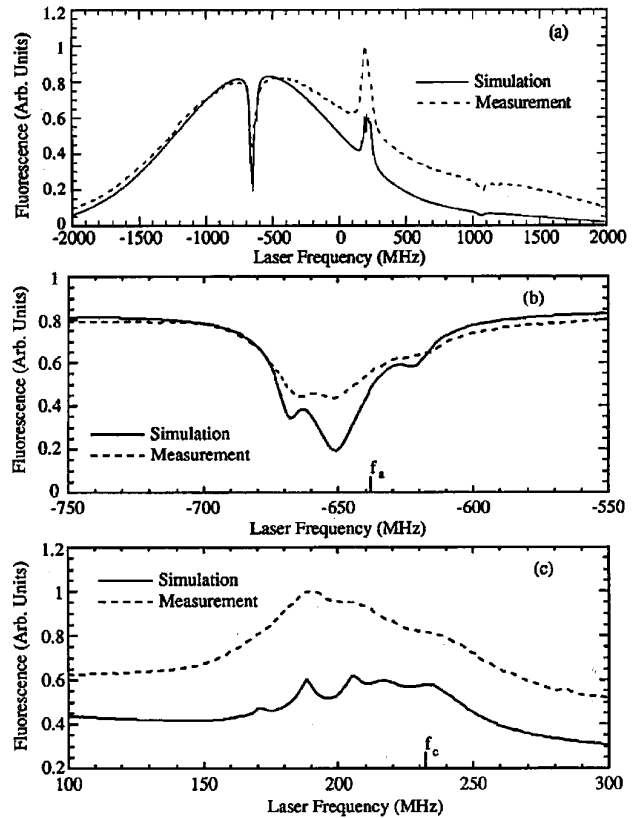 1.2
(a)
1
Simulation
0.8
Measurement
0.6
0.4
0.2
0
Fluorescence (Arb. Units)
-2000 -1500 -1000 -500 0 500 1000 1500 2000
Laser Frequency (MHz)
1
(b)
0.8
0.6
0.4
Simulation
0.2
Measurement
f a
0
Fluorescence (Arb. Units)
-750 -700 -650 -600 -550
Laser Frequency (MHz)
1.2
Simulation
(c)
1
Measurement
0.8
0.6
0.4
f c
0.2
Fluorescence (Arb. Units)
100 150 200 250 300
Laser Frequency (MHz)